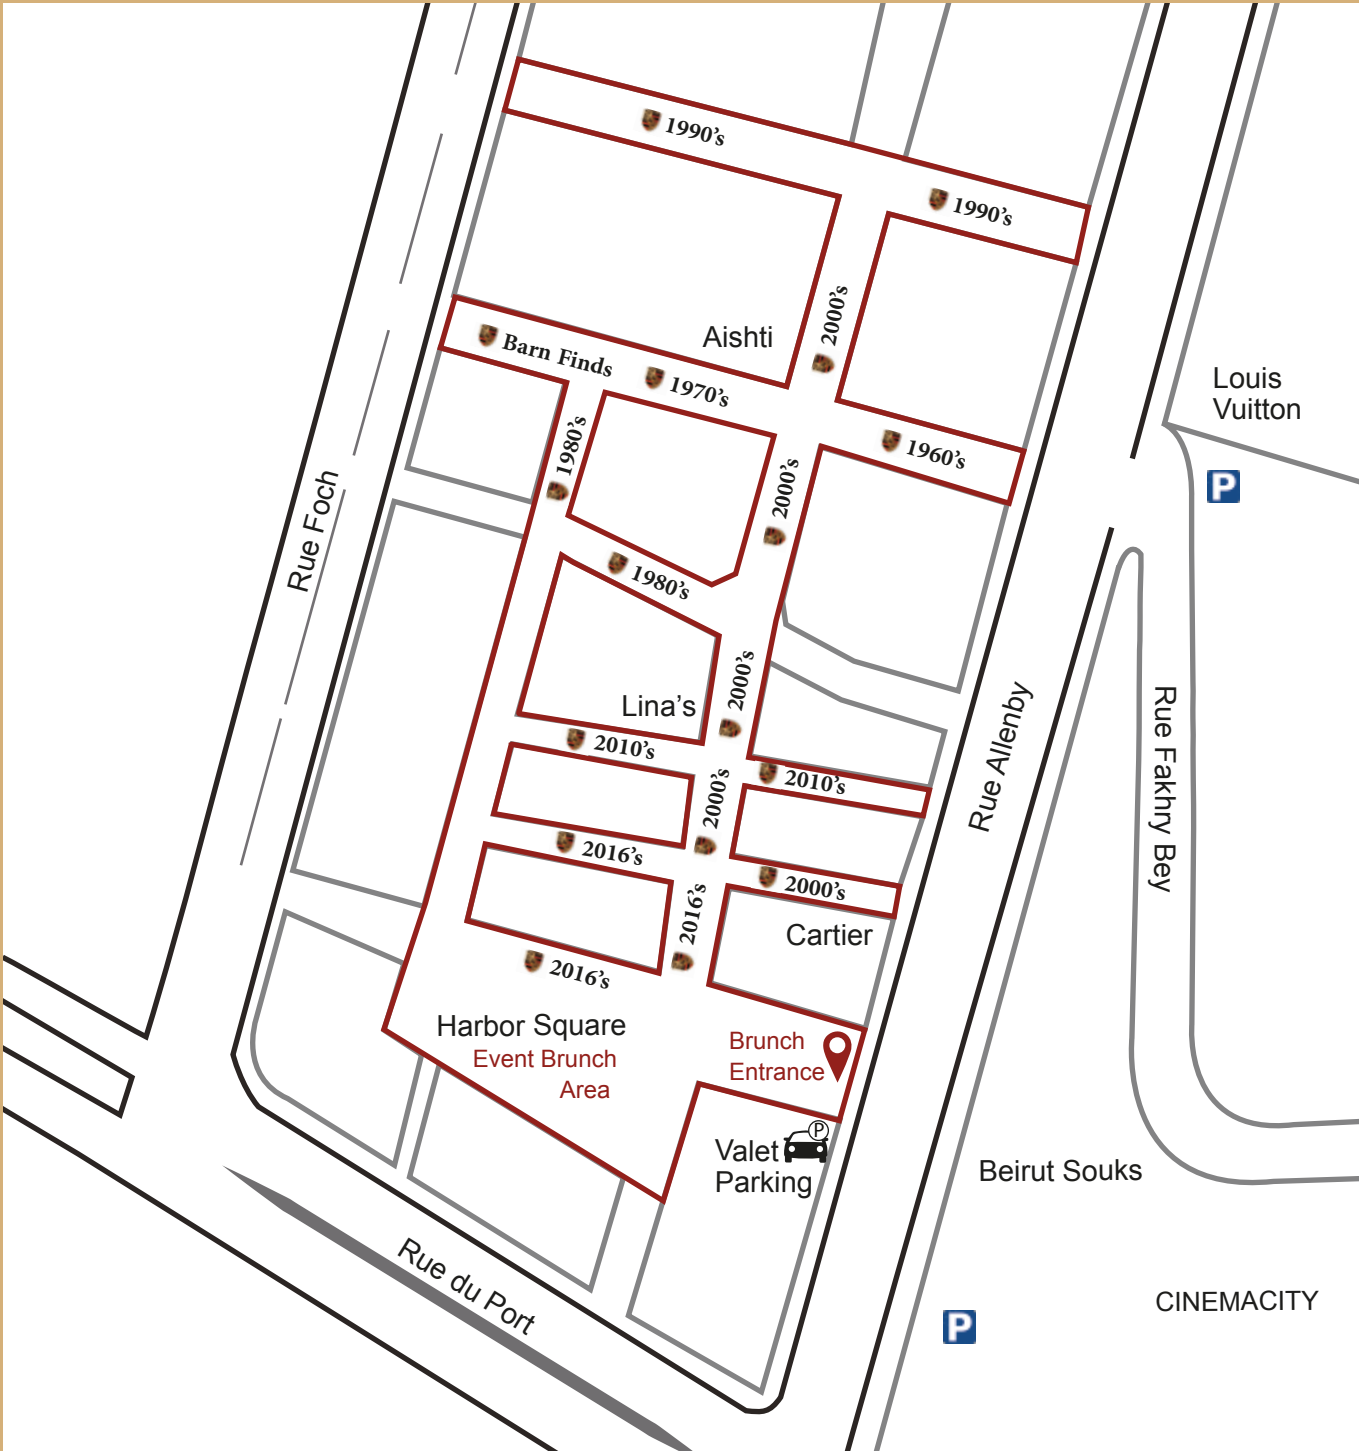 1990's
1990's
2000's
Aishti
Barn Finds
1970's
Louis
Vuitton
P
1960's
1980's
2000's
Rue Foch
1980's
2000's
Lina's
2010's
2010's
Rue Allenby
Rue Fakhry Bey
2000's
2016's
2000's
2016's
Cartier
2016's
Harbor Square
Event Brunch
Area
Brunch
Entrance
P
Valet
Parking
Beirut Souks
Rue du Port
CINEMACITY
P